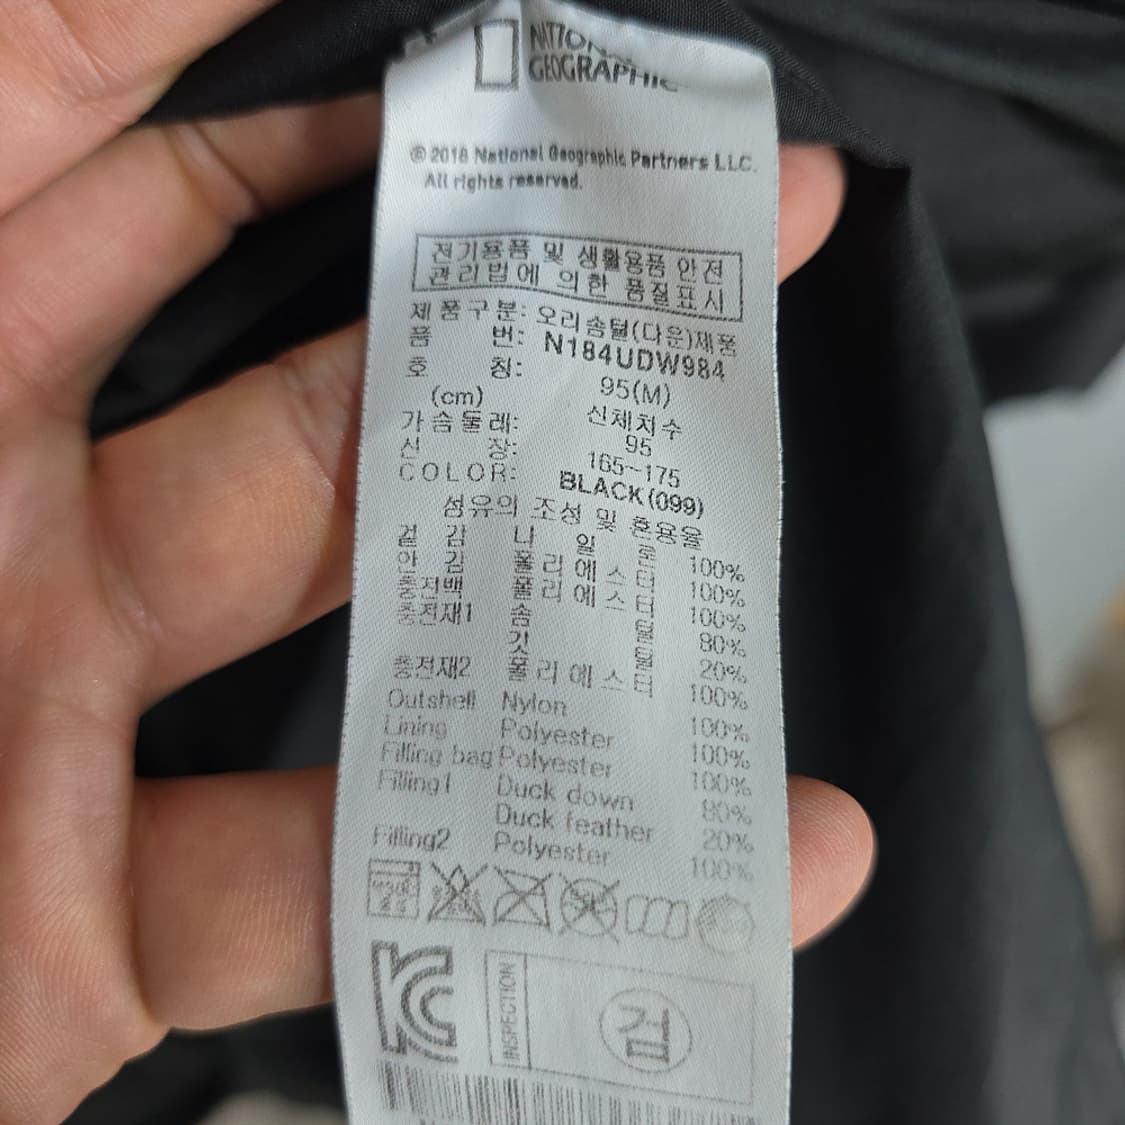 NATIONAL
GEOGRAPHIC
© 2018 National Geographic Partners LLC.
All rights reserved.
전기용품 및 생활용품 안전
관리법에 의한 품질표시
제품구분: 오리솜털(다운)제품
품 번: N184UDW984
호 칭: 95(M)
(cm) 신체치수
가슴둘레: 95
신 장: 165~175
COLOR: BLACK(099)
섬유의 조성 및 혼용율
겉 감 나 일 론 100%
안 감 폴리에스터 100%
충전백 폴리에스터 100%
충전재1 솜 털 80%
깃 털 20%
충전재2 폴리에스터 100%
Outshell Nylon 100%
Lining Polyester 100%
Filling bag Polyester 100%
Filling1 Duck down 80%
Duck feather 20%
Filling2 Polyester 100%
INSPECTION
검